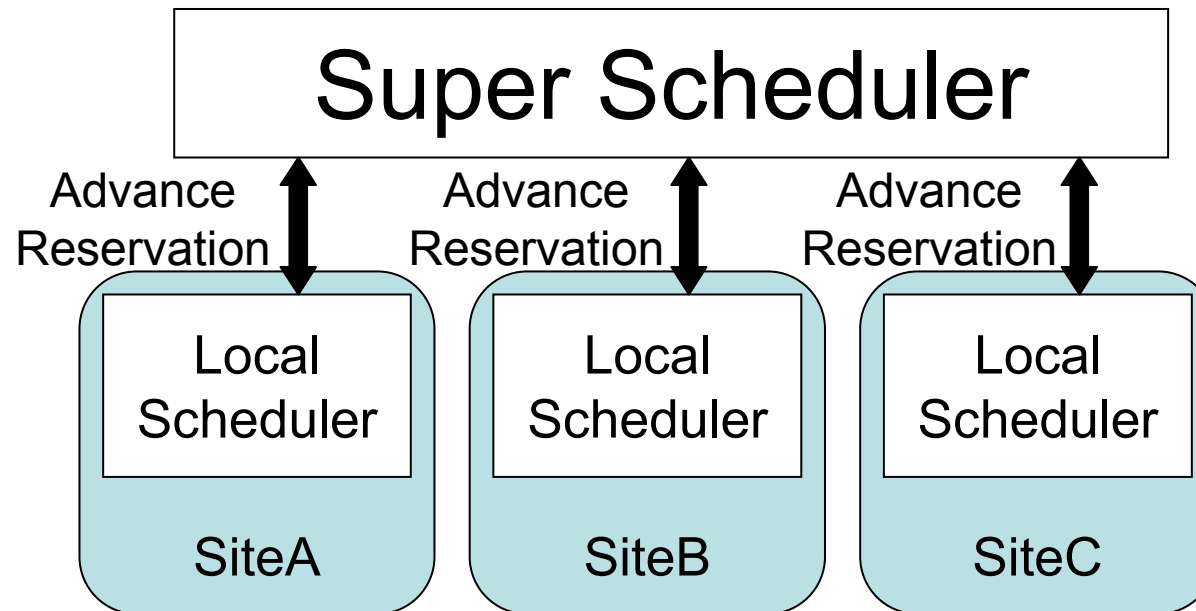 Super Scheduler
Advance
Reservation
Advance
Reservation
Advance
Reservation
Local
Scheduler
Local
Scheduler
Local
Scheduler
SiteA
SiteB
SiteC